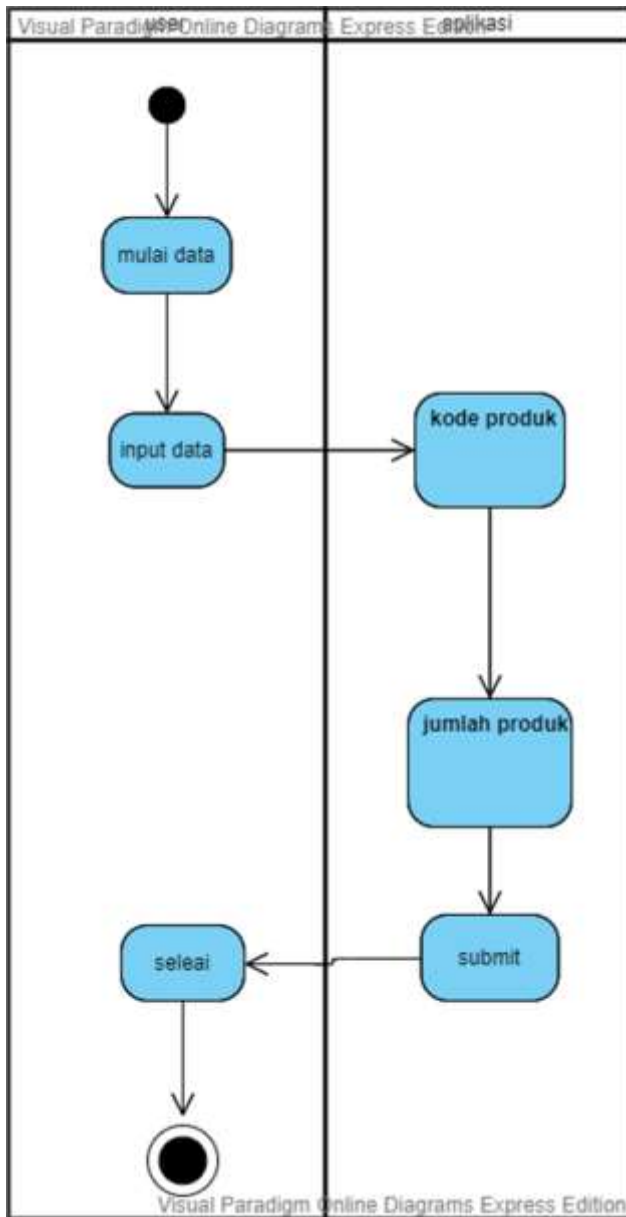 Visual Paradigm Online Diagrams Express Edition
user
aplikasi
mulai data
input data
kode produk
jumlah produk
submit
seleai
Visual Paradigm Online Diagrams Express Edition